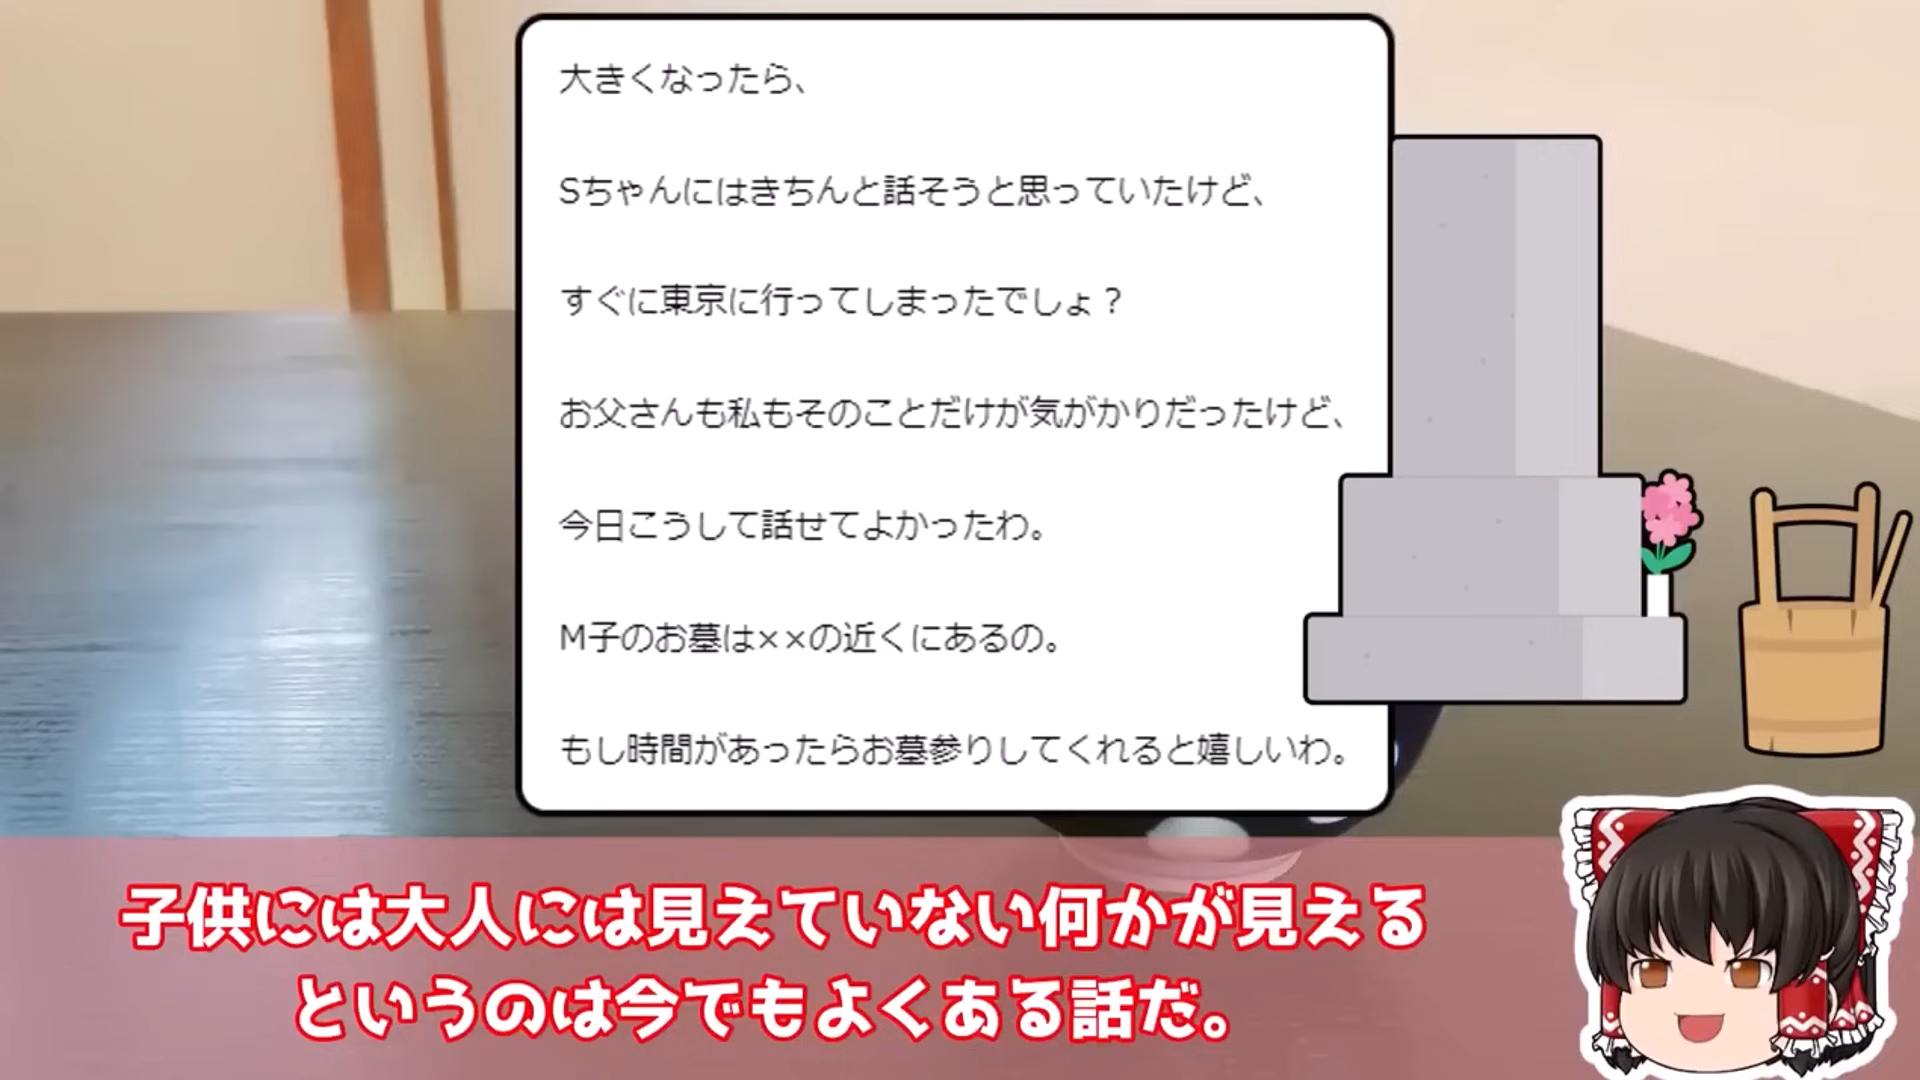 大きくなったら、
Sちゃんにはきちんと話そうと思っていたけど、
すぐに東京に行ってしまったでしょ？
お父さんも私もそのことだけが気がかりだったけど、
今日こうして話せてよかったわ。
M子のお墓は××の近くにあるの。
もし時間があったらお墓参りしてくれると嬉しいわ。
子供には大人には見えていない何かが見える
というのは今でもよくある話だ。